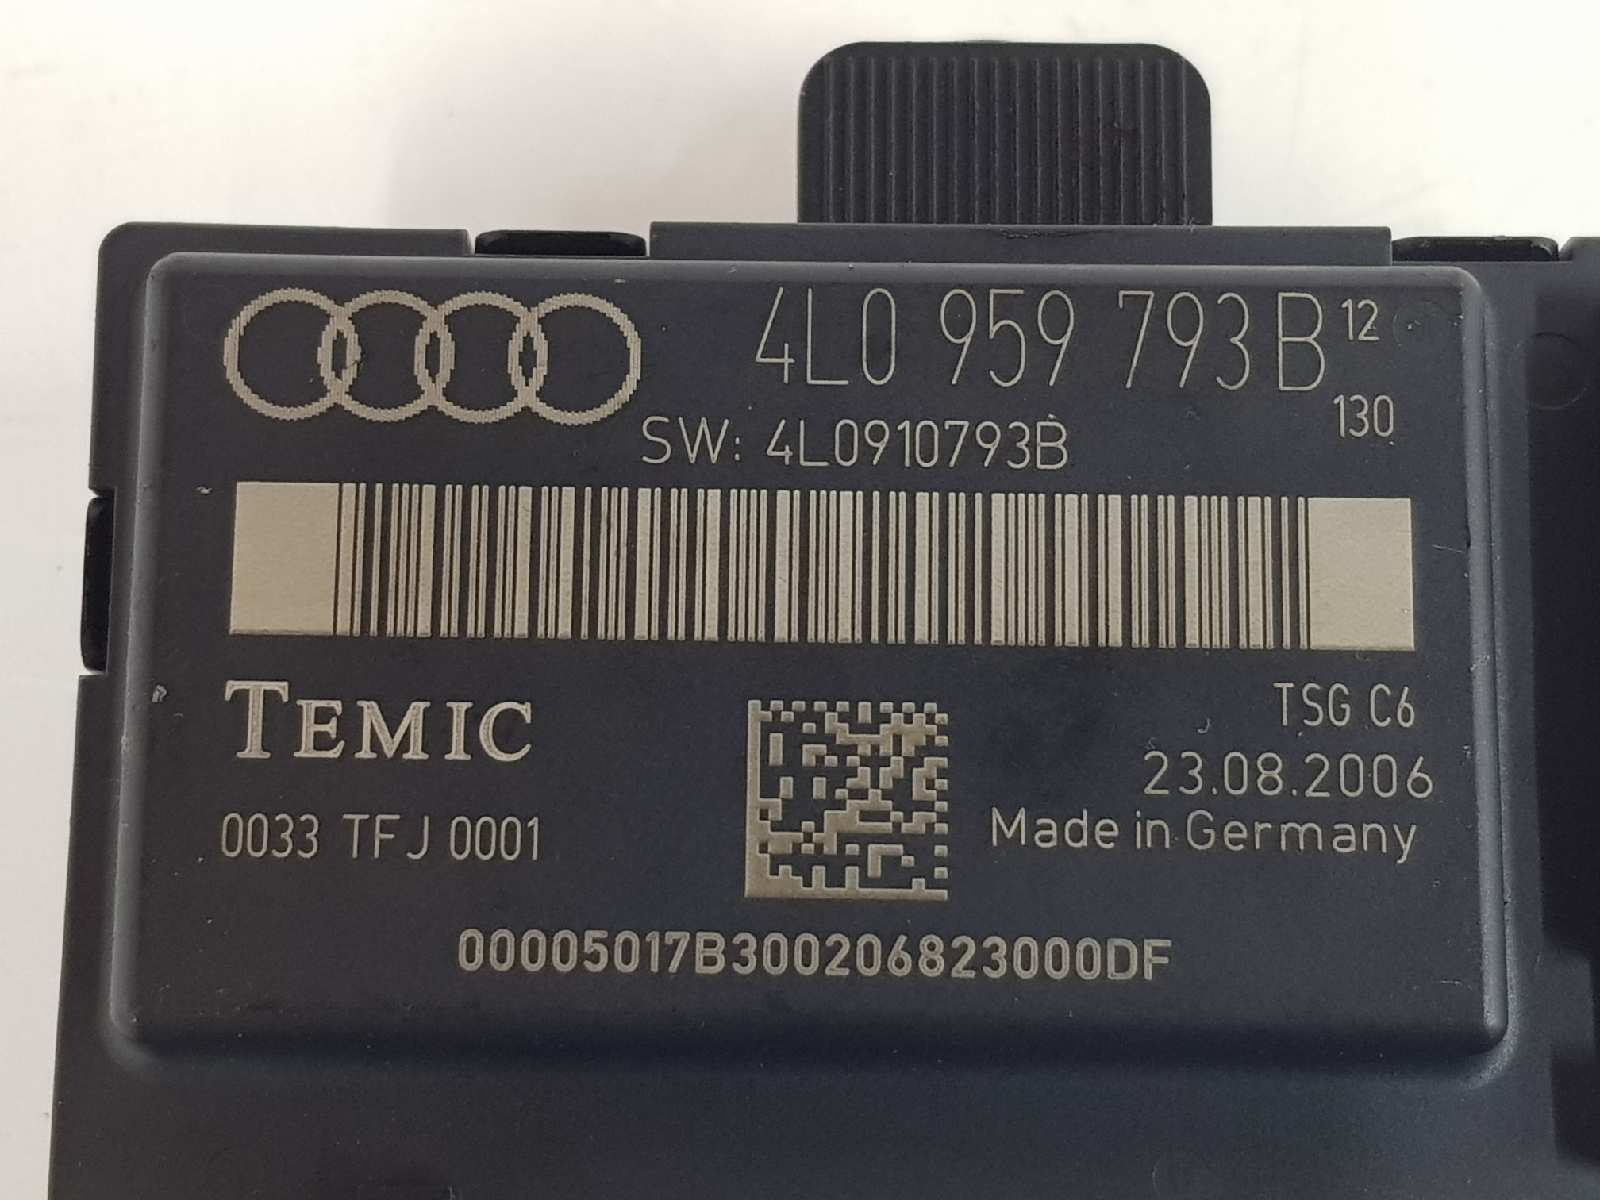 4L0 959 793 B 12
130
SW: 4L0910793B
TEMIC
TSG C6
23.08.2006
0033 TFJ 0001
Made in Germany
00005017B300206823000DF